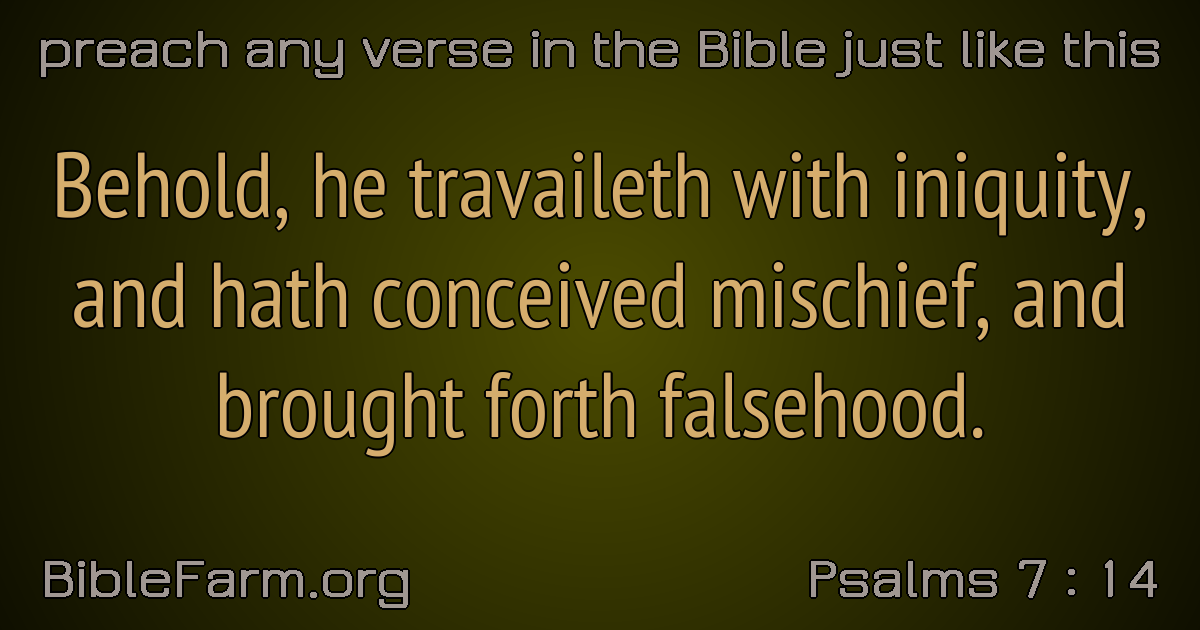 preach any verse in the Bible just like this
Behold, he travaileth with iniquity,
and hath conceived mischief, and
brought forth falsehood.
BibleFarm.org
Psalms 7 : 14